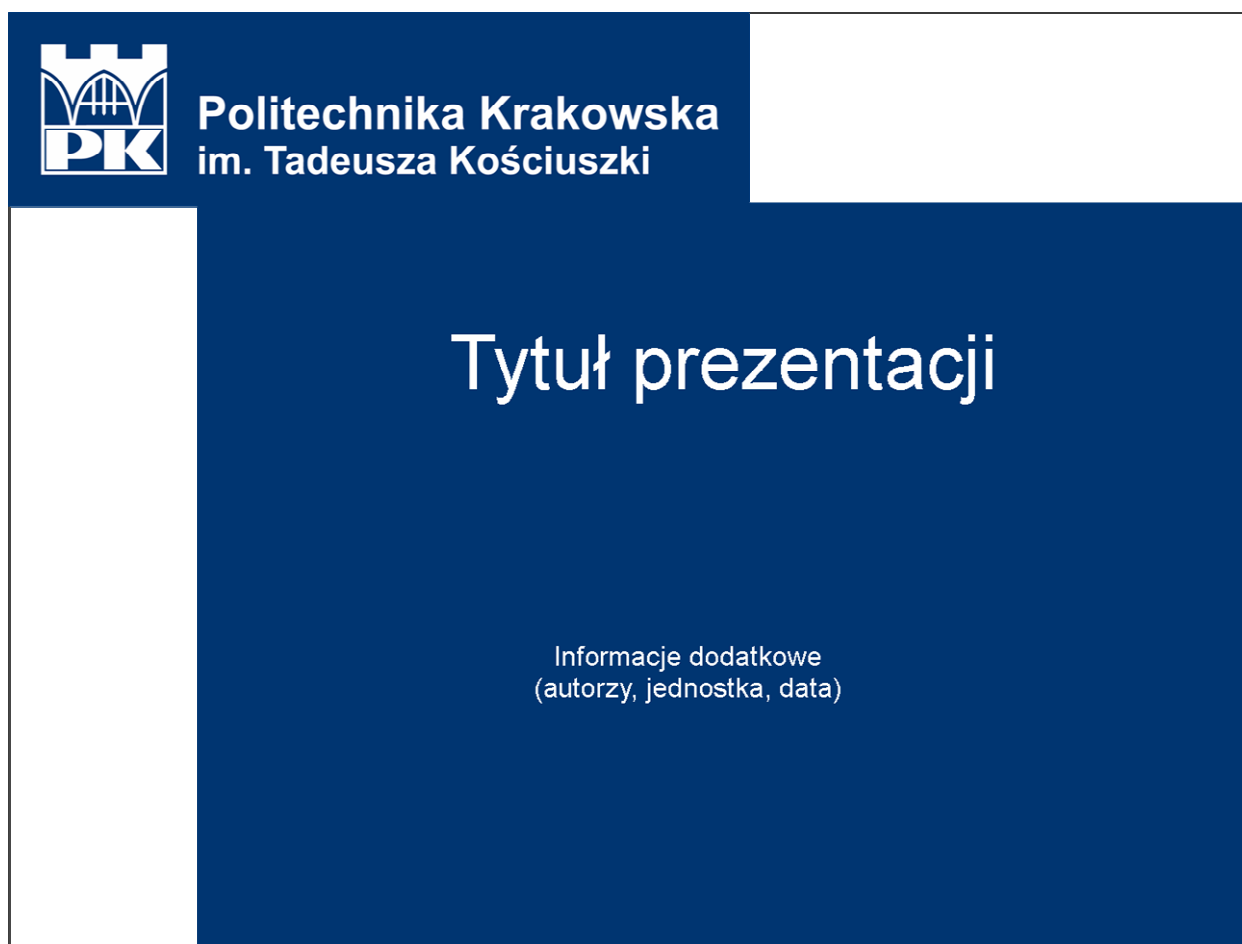 PK
Politechnika Krakowska
im. Tadeusza Kościuszki
Tytuł prezentacji
Informacje dodatkowe
(autorzy, jednostka, data)